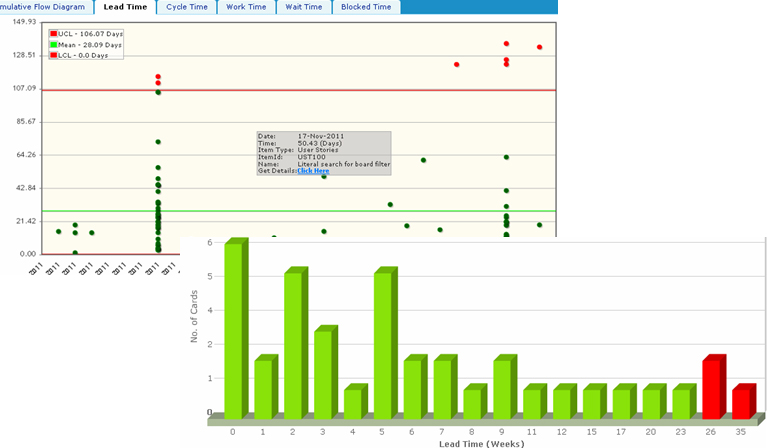 mulative Flow Diagram Lead Time Cycle Time Work Time Wait Time Blocked Time
149.93
UCL - 106.07 Days
Mean - 28.09 Days
LCL - 0.0 Days
128.51
107.09
85.67
64.26
42.84
21.42
0.00
Date: 17-Nov-2011
Time: 50.43 (Days)
Item Type: User Stories
ItemId: UST100
Name: Literal search for board filter
Get Details: Click Here
2011 2011 2011 2011 2011 2011 2011 2011
No. of Cards
6
5
4
2
1
0
0 1 2 3 4 5 6 7 8 9 11 12 15 17 20 23 26 35
Lead Time (Weeks)